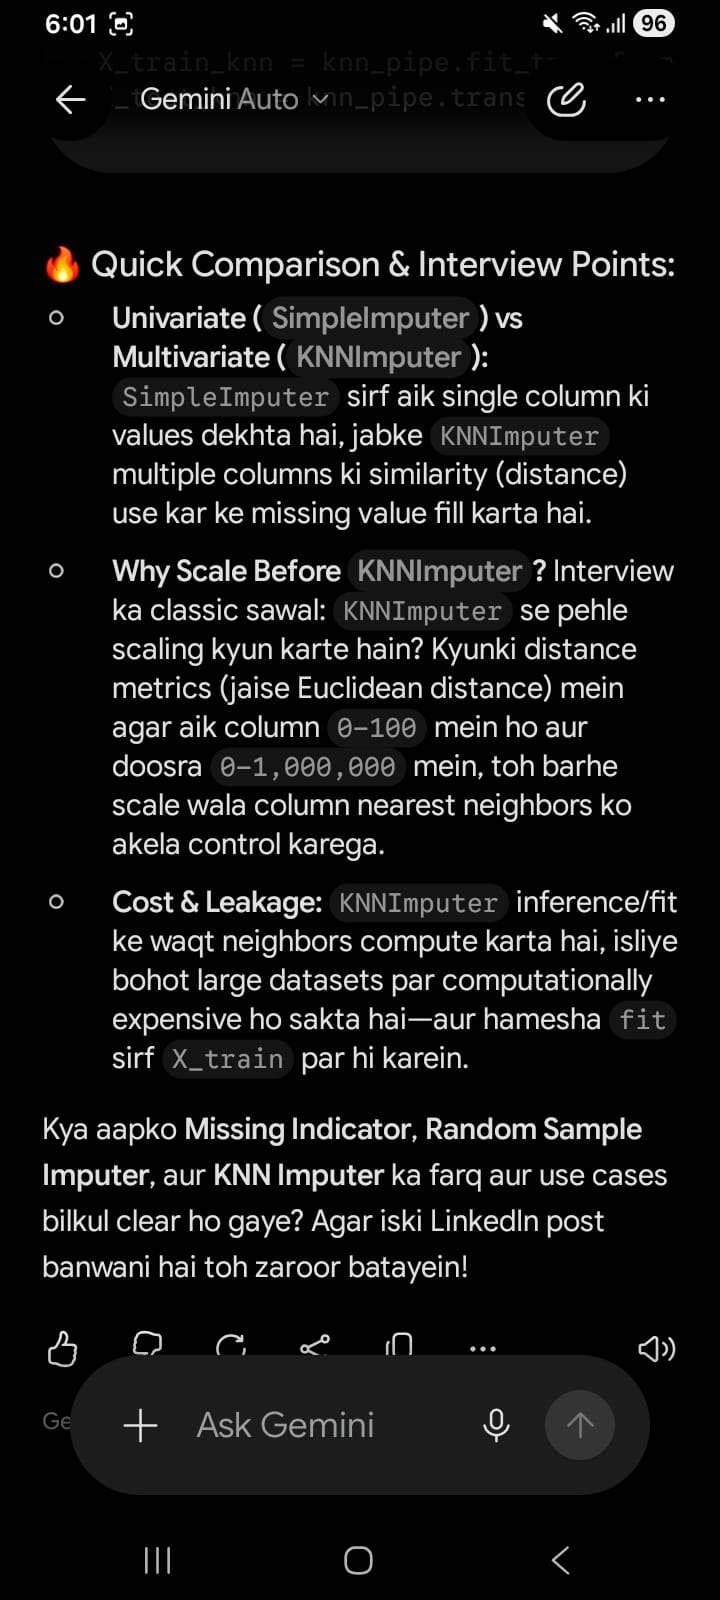 6:01
96
X_train_knn = knn_pipe.fit_tr
Gemini Auto
knn_pipe.trans
🔥 Quick Comparison & Interview Points:
Univariate ( SimpleImputer ) vs
Multivariate ( KNNImputer ):
SimpleImputer sirf aik single column ki
values dekhta hai, jabke KNNImputer
multiple columns ki similarity (distance)
use kar ke missing value fill karta hai.
Why Scale Before KNNImputer ? Interview
ka classic sawal: KNNImputer se pehle
scaling kyun karte hain? Kyunki distance
metrics (jaise Euclidean distance) mein
agar aik column 0–100 mein ho aur
doosra 0–1,000,000 mein, toh barhe
scale wala column nearest neighbors ko
akela control karega.
Cost & Leakage: KNNImputer inference/fit
ke waqt neighbors compute karta hai, isliye
bohot large datasets par computationally
expensive ho sakta hai—aur hamesha fit
sirf X_train par hi karein.
Kya aapko Missing Indicator, Random Sample
Imputer, aur KNN Imputer ka farq aur use cases
bilkul clear ho gaye? Agar iski LinkedIn post
banwani hai toh zaroor batayein!
Ge
Ask Gemini